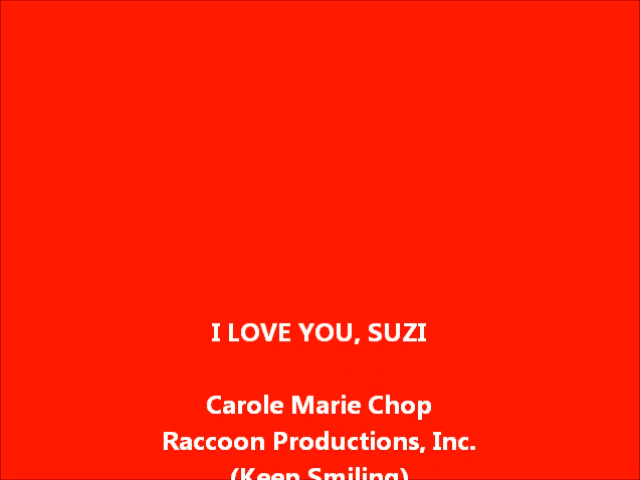 I LOVE YOU, SUZI
Carole Marie Chop
Raccoon Productions, Inc.
(Keep Smiling)